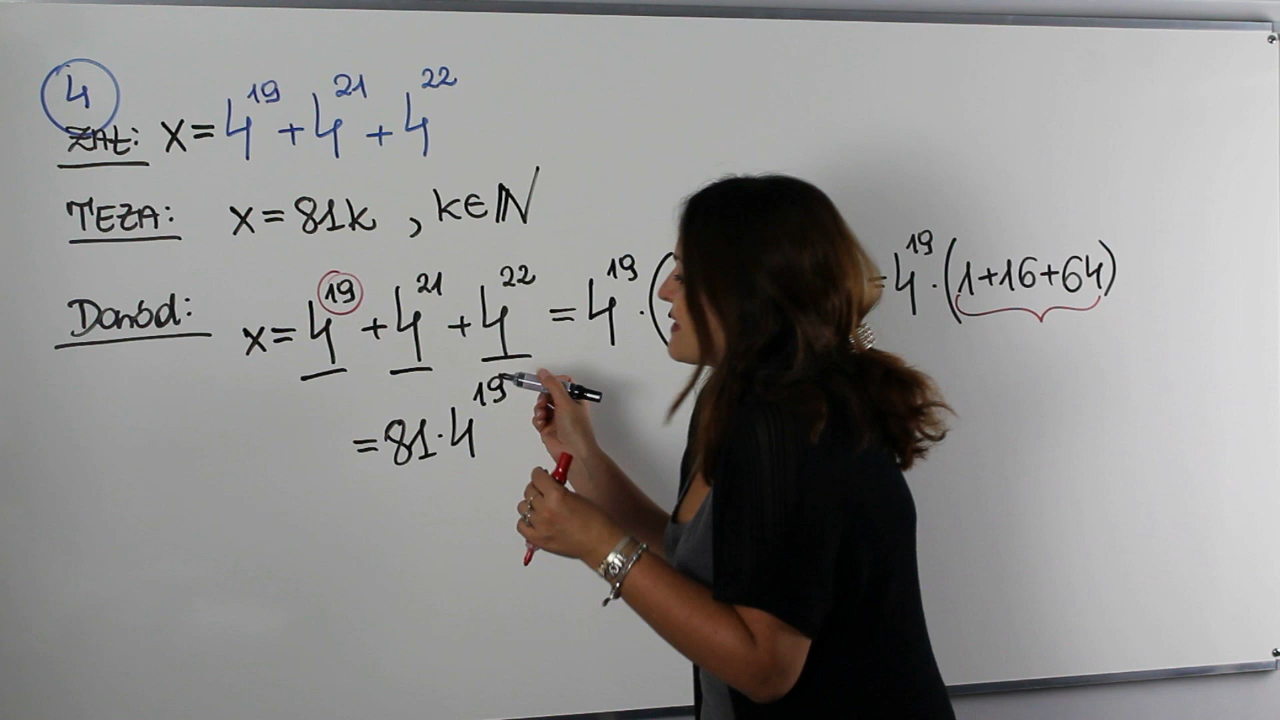 4
ZAŁ: x = 4^19 + 4^21 + 4^22
TEZA: x = 81k , k∈ℕ
Dowód: x = 4^19 + 4^21 + 4^22 = 4^19 · ( = 4^19 · (1+16+64)
= 81 · 4^19